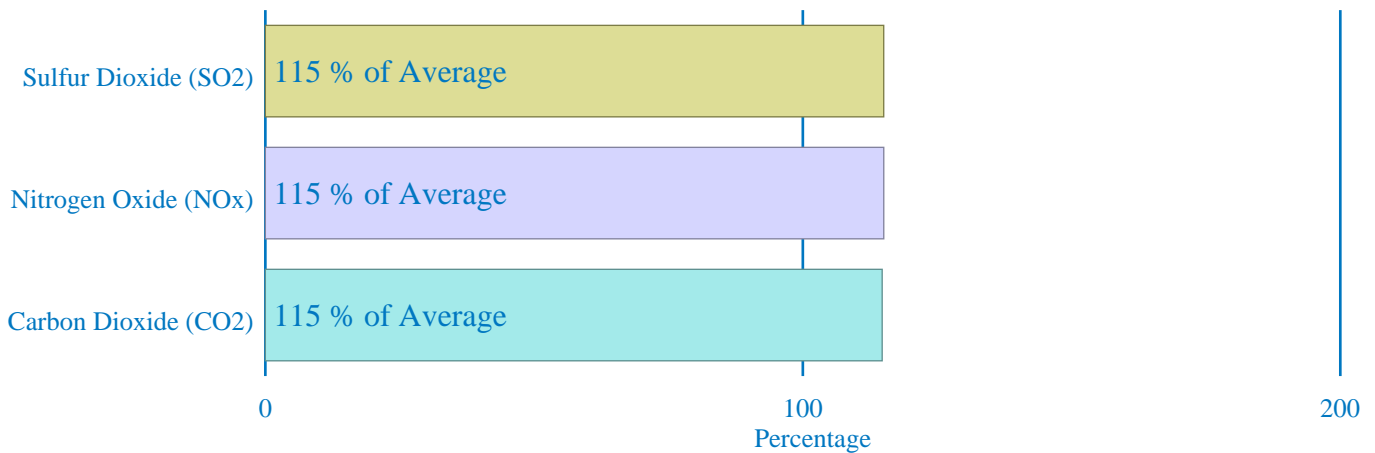 Sulfur Dioxide (SO2)
115 % of Average
Nitrogen Oxide (NOx)
115 % of Average
Carbon Dioxide (CO2)
115 % of Average
0 100 200
Percentage